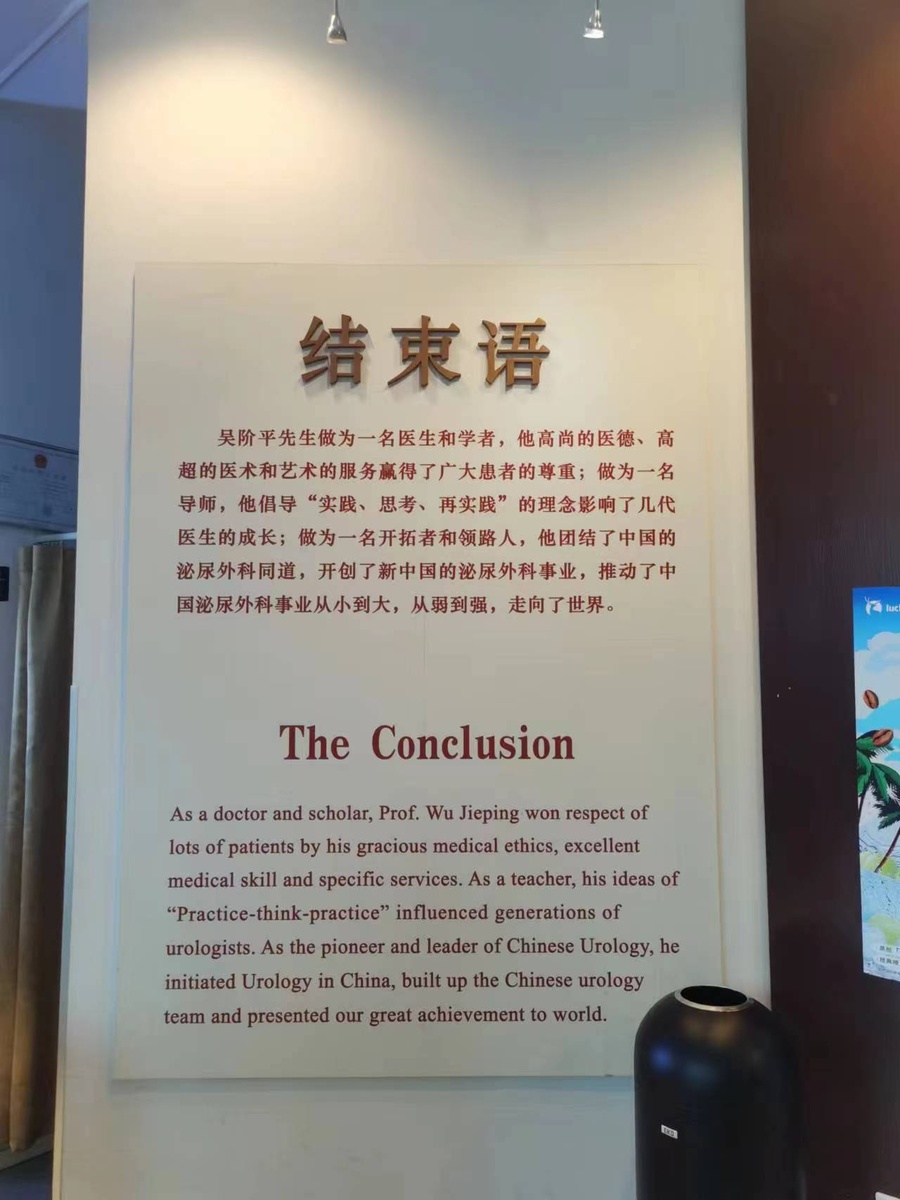 结束语
吴阶平先生做为一名医生和学者，他高尚的医德、高
超的医术和艺术的服务赢得了广大患者的尊重；做为一名
导师，他倡导“实践、思考、再实践”的理念影响了几代
医生的成长；做为一名开拓者和领路人，他团结了中国的
泌尿外科同道，开创了新中国的泌尿外科事业，推动了中
国泌尿外科事业从小到大，从弱到强，走向了世界。
The Conclusion
As a doctor and scholar, Prof. Wu Jieping won respect of
lots of patients by his gracious medical ethics, excellent
medical skill and specific services. As a teacher, his ideas of
“Practice-think-practice” influenced generations of
urologists. As the pioneer and leader of Chinese Urology, he
initiated Urology in China, built up the Chinese urology
team and presented our great achievement to world.